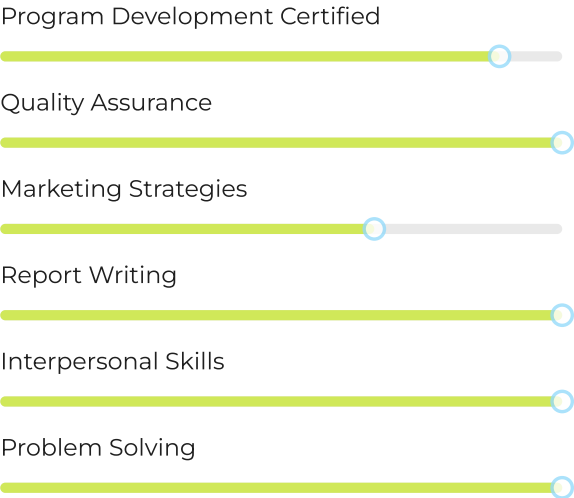 Program Development Certified
Quality Assurance
Marketing Strategies
Report Writing
Interpersonal Skills
Problem Solving